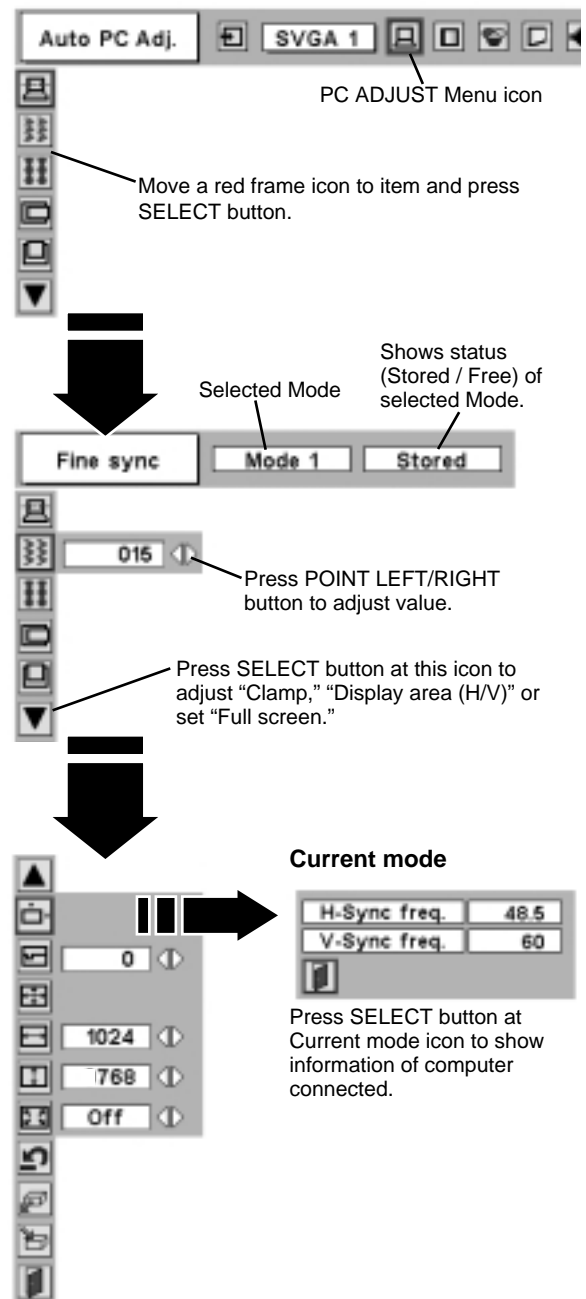 Auto PC Adj.
SVGA 1
PC ADJUST Menu icon
Move a red frame icon to item and press
SELECT button.
Shows status
(Stored / Free) of
selected Mode.
Selected Mode
Fine sync
Mode 1
Stored
015
Press POINT LEFT/RIGHT
button to adjust value.
Press SELECT button at this icon to
adjust “Clamp,” “Display area (H/V)” or
set “Full screen.”
Current mode
H-Sync freq. 48.5
V-Sync freq. 60
0
Press SELECT button at
Current mode icon to show
information of computer
connected.
1024
768
Off